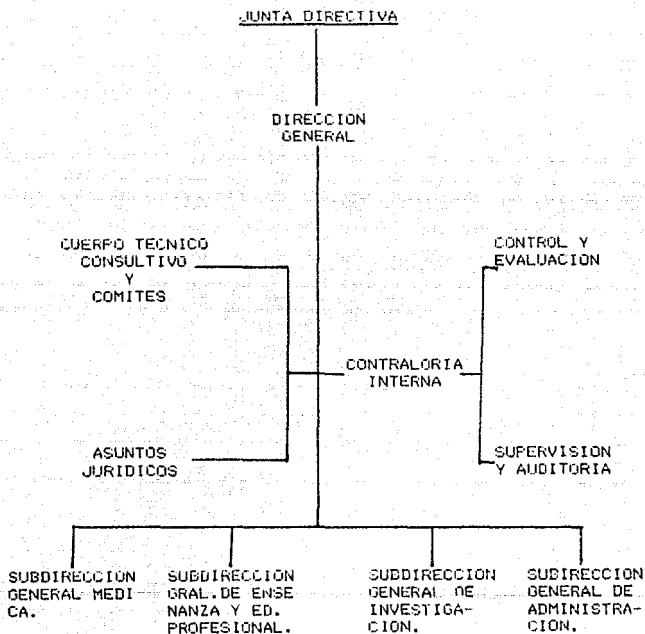 JUNTA DIRECTIVA
DIRECCION
GENERAL
CUERPO TECNICO
CONSULTIVO
Y
COMITES
CONTROL Y
EVALUACION
CONTRALORIA
INTERNA
ASUNTOS
JURIDICOS
SUPERVISION
Y AUDITORIA
SUBDIRECCION
GENERAL MEDI-
CA.
SUBDIRECCION
GRAL.DE ENSE
NANZA Y ED.
PROFESIONAL.
SUBDIRECCION
GENERAL DE
INVESTIGA-
CION.
SUBIRECCION
GENERAL DE
ADMINISTRA-
CION.